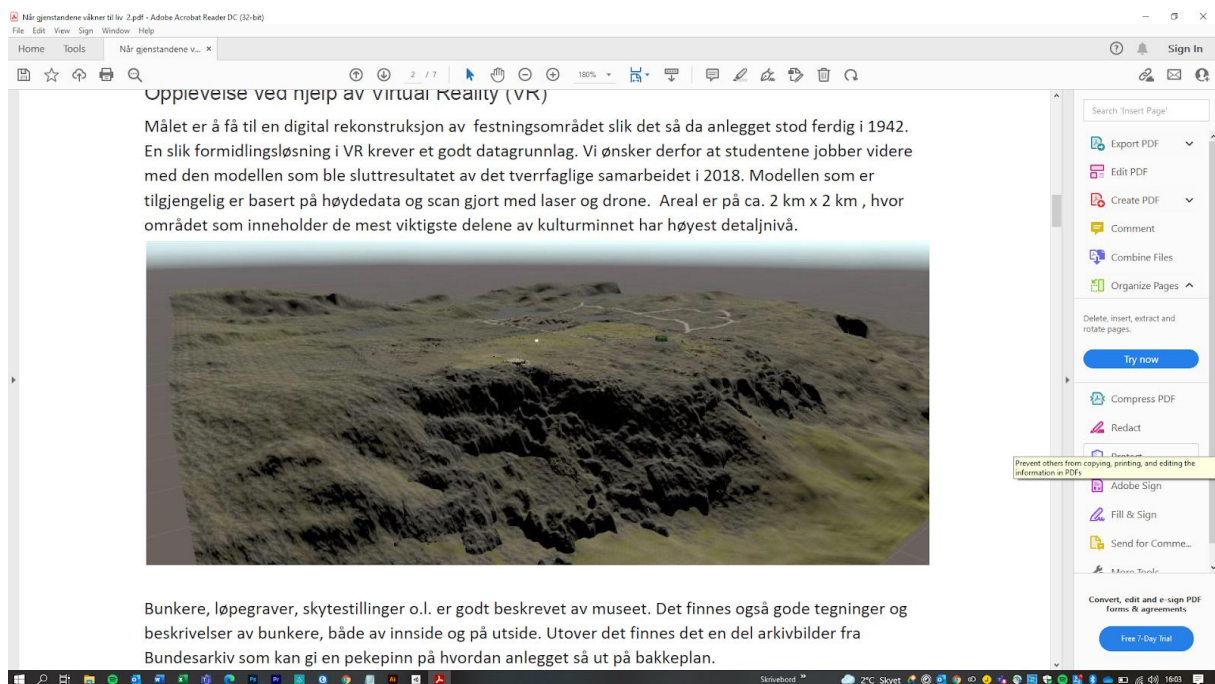 Når gjenstandene våkner til liv 2.pdf - Adobe Acrobat Reader DC (32-bit)
File Edit View Sign Window Help
Home Tools Når gjenstandene v... ×
Sign In
2 / 7 180%
Opplevelse ved hjelp av Virtual Reality (VR)
Målet er å få til en digital rekonstruksjon av festningsområdet slik det så da anlegget stod ferdig i 1942.
En slik formidlingsløsning i VR krever et godt datagrunnlag. Vi ønsker derfor at studentene jobber videre
med den modellen som ble sluttresultatet av det tverrfaglige samarbeidet i 2018. Modellen som er
tilgjengelig er basert på høydedata og scan gjort med laser og drone. Areal er på ca. 2 km x 2 km , hvor
området som inneholder de mest viktigste delene av kulturminnet har høyest detaljnivå.
Bunkere, løpegraver, skytestillinger o.l. er godt beskrevet av museet. Det finnes også gode tegninger og
beskrivelser av bunkere, både av innside og på utside. Utover det finnes det en del arkivbilder fra
Bundesarkiv som kan gi en pekepinn på hvordan anlegget så ut på bakkeplan.
Search 'Insert Page'
Export PDF
Edit PDF
Create PDF
Comment
Combine Files
Organize Pages
Delete, insert, extract and
rotate pages.
Try now
Compress PDF
Redact
Protect
Prevent others from copying, printing, and editing the
information in PDFs
Adobe Sign
Fill & Sign
Send for Comme...
More Tools
Convert, edit and e-sign PDF
forms & agreements
Free 7-Day Trial
Skrivebord
2°C Skyet
16:03